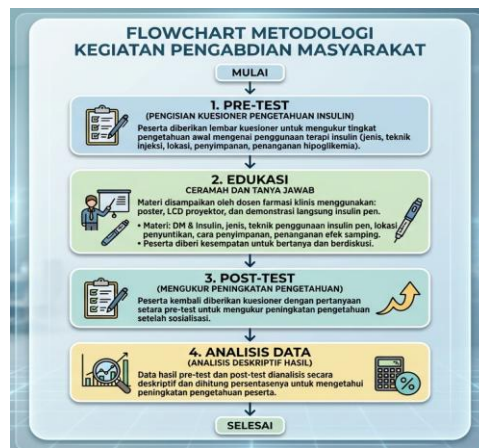 FLOWCHART METODOLOGI
KEGIATAN PENGABDIAN MASYARAKAT
MULAI
1. PRE-TEST
(PENGISIAN KUESIONER PENGETAHUAN INSULIN)
Peserta diberikan lembar kuesioner untuk mengukur tingkat
pengetahuan awal mengenai penggunaan terapi insulin (jenis, teknik
injeksi, lokasi, penyimpanan, penanganan hipoglikemia).
2. EDUKASI
CERAMAH DAN TANYA JAWAB
Materi disampaikan oleh dosen farmasi klinis menggunakan:
poster, LCD proyektor, dan demonstrasi langsung insulin pen.
• Materi: DM & Insulin, jenis, teknik penggunaan insulin pen, lokasi
penyuntikan, cara penyimpanan, penanganan efek samping.
• Peserta diberi kesempatan untuk bertanya dan berdiskusi.
3. POST-TEST
(MENGUKUR PENINGKATAN PENGETAHUAN)
Peserta kembali diberikan kuesioner dengan pertanyaan
setara pre-test untuk mengukur peningkatan pengetahuan
setelah sosialisasi.
4. ANALISIS DATA
(ANALISIS DESKRIPTIF HASIL)
Data hasil pre-test dan post-test dianalisis secara
deskriptif dan dihitung persentasenya untuk mengetahui
peningkatan pengetahuan peserta.
%
SELESAI